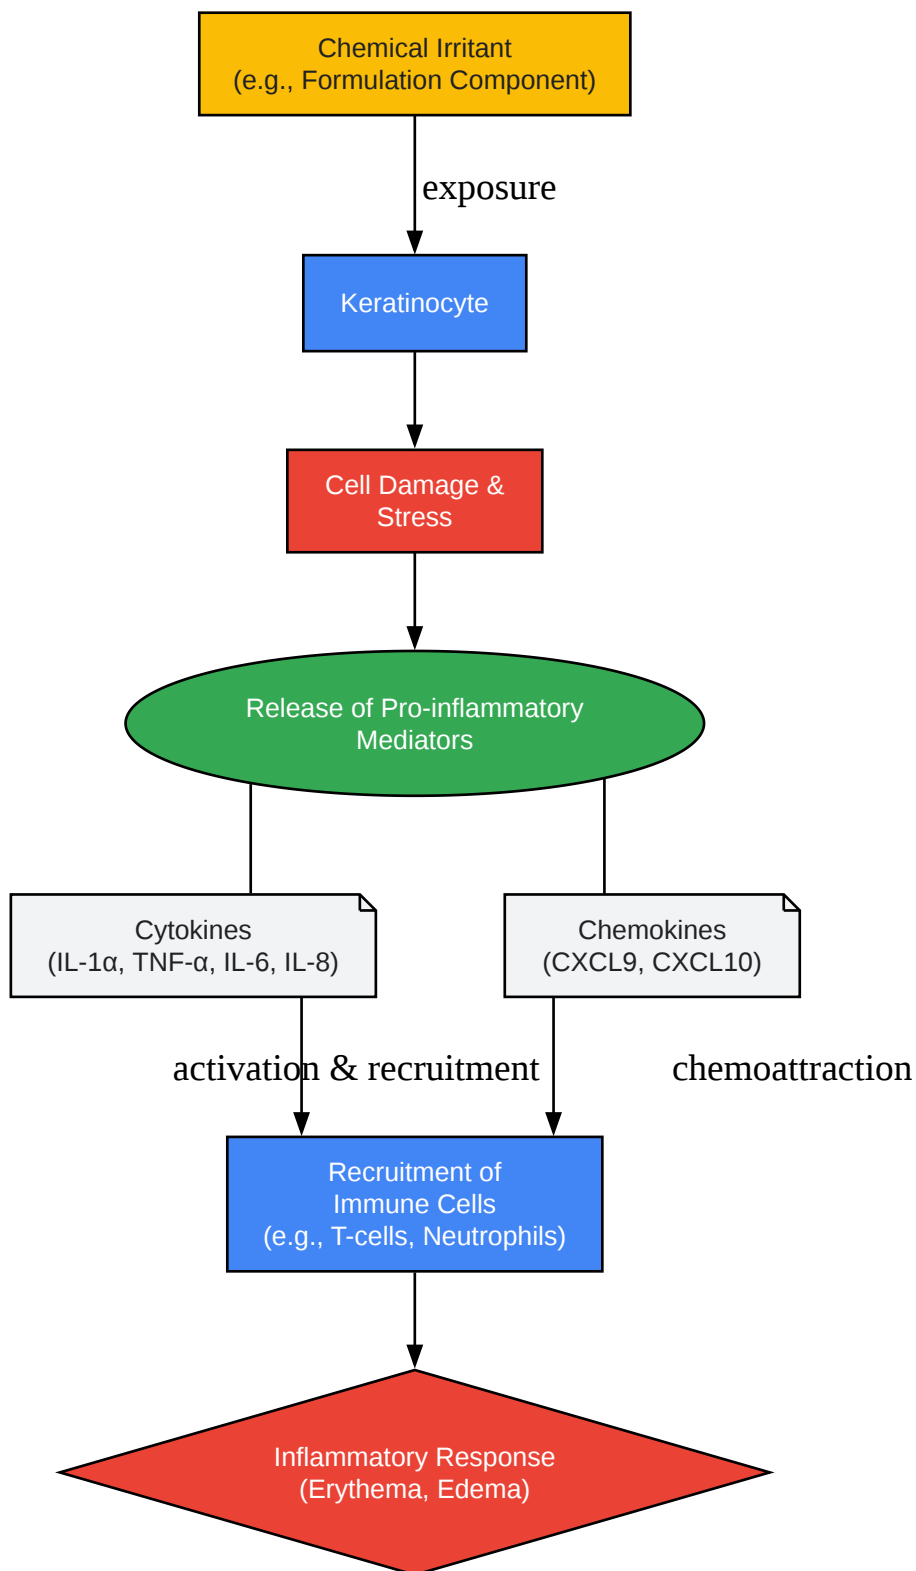 Chemical Irritant
(e.g., Formulation Component)
exposure
Keratinocyte
Cell Damage &
Stress
Release of Pro-inflammatory
Mediators
Cytokines
(IL-1α, TNF-α, IL-6, IL-8)
Chemokines
(CXCL9, CXCL10)
activation & recruitment
chemoattraction
Recruitment of
Immune Cells
(e.g., T-cells, Neutrophils)
Inflammatory Response
(Erythema, Edema)